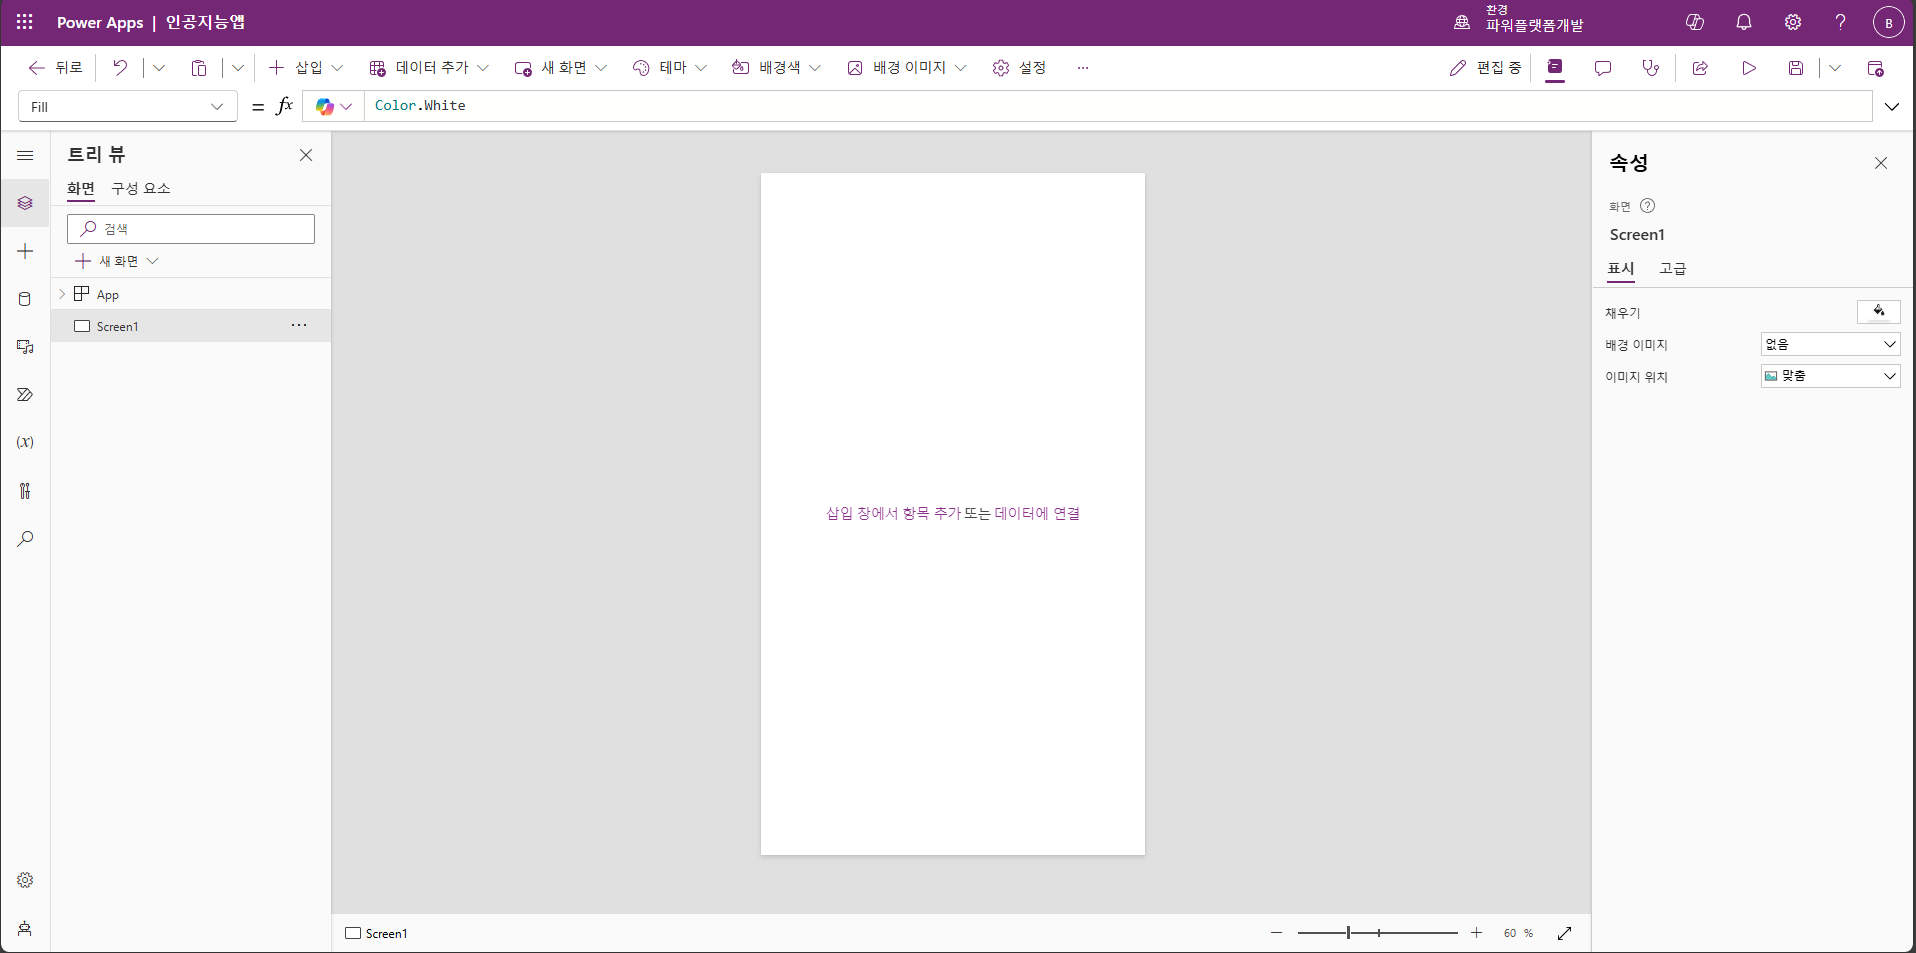 Power Apps | 인공지능앱
환경
파워플랫폼개발
B
뒤로
삽입
데이터 추가
새 화면
테마
배경색
배경 이미지
설정
...
편집 중
Fill
= fx
Color.White
트리 뷰
화면
구성 요소
검색
새 화면
App
Screen1
...
(x)
삽입 창에서 항목 추가 또는 데이터에 연결
Screen1
60 %
속성
화면 ?
Screen1
표시
고급
채우기
배경 이미지
없음
이미지 위치
맞춤